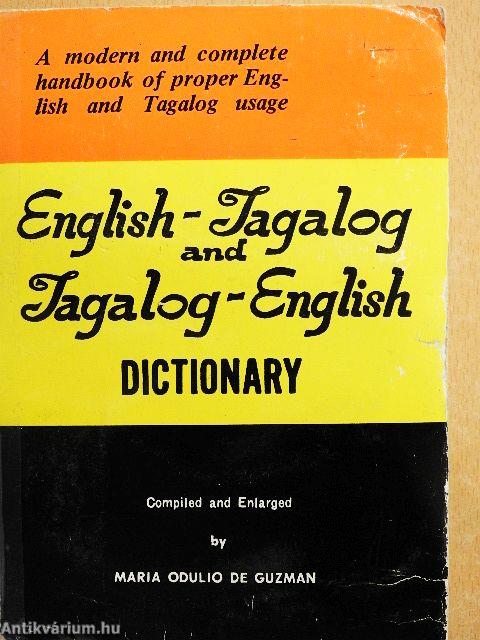 A modern and complete
handbook of proper Eng-
lish and Tagalog usage
English-Tagalog
and
Tagalog-English
DICTIONARY
Compiled and Enlarged
by
MARIA ODULIO DE GUZMAN
Antikvárium.hu